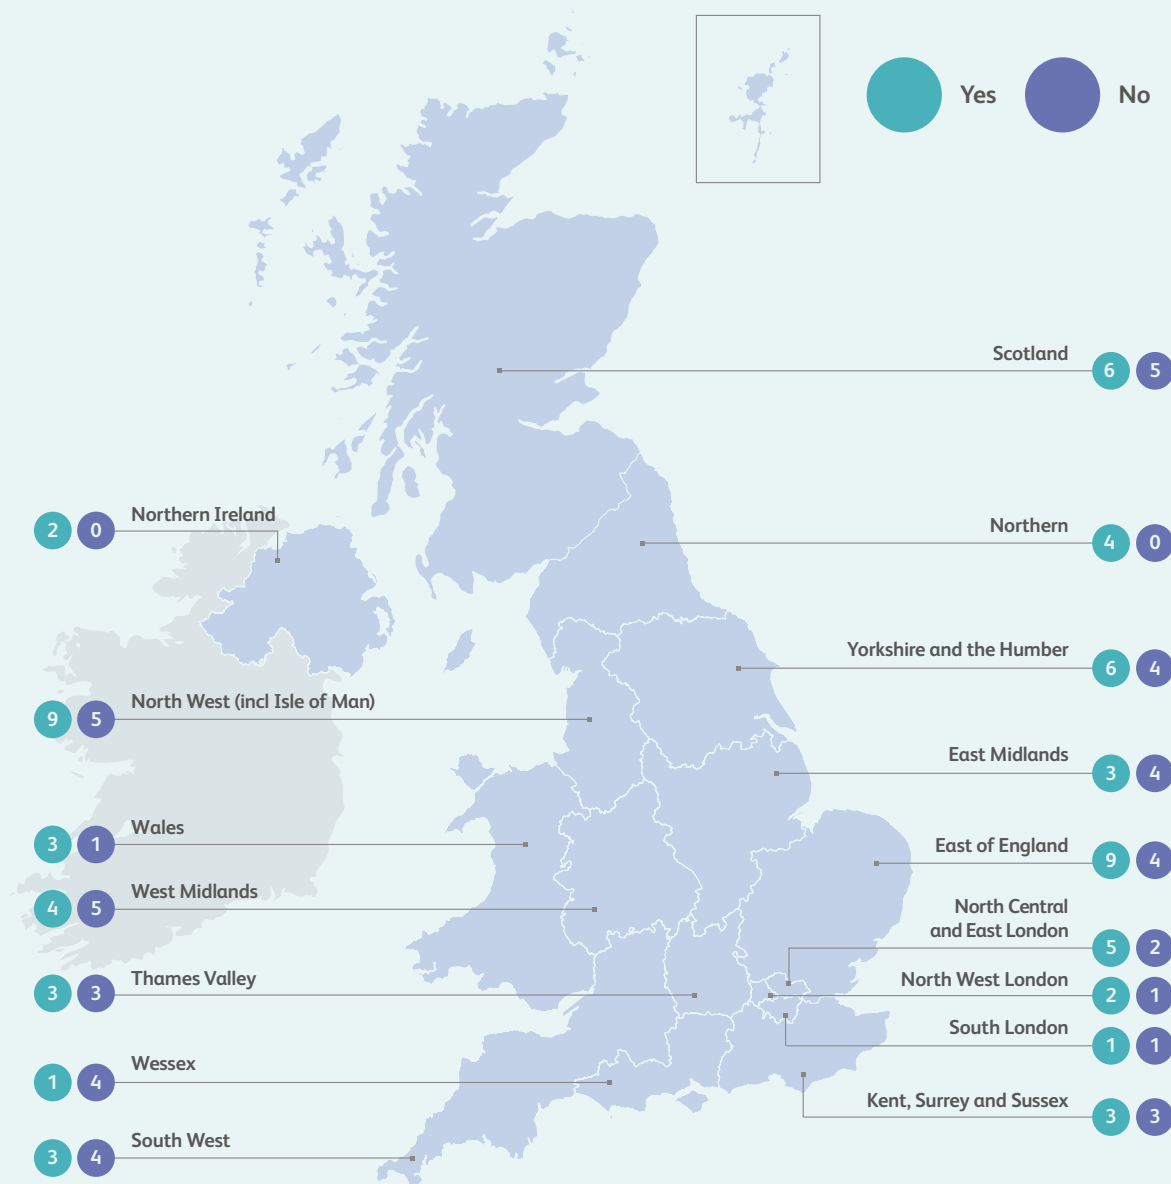 Yes
No
Scotland
6 5
Northern Ireland
2 0
Northern
4 0
Yorkshire and the Humber
6 4
North West (incl Isle of Man)
9 5
East Midlands
3 4
Wales
3 1
East of England
9 4
West Midlands
4 5
North Central
and East London
5 2
Thames Valley
3 3
North West London
2 1
South London
1 1
Wessex
1 4
Kent, Surrey and Sussex
3 3
South West
3 4